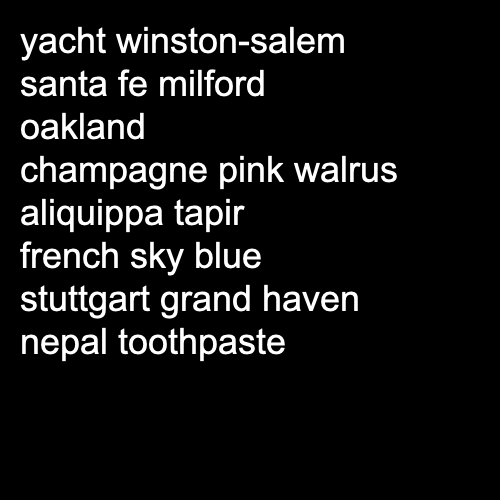 yacht winston-salem
santa fe milford
oakland
champagne pink walrus
aliquippa tapir
french sky blue
stuttgart grand haven
nepal toothpaste